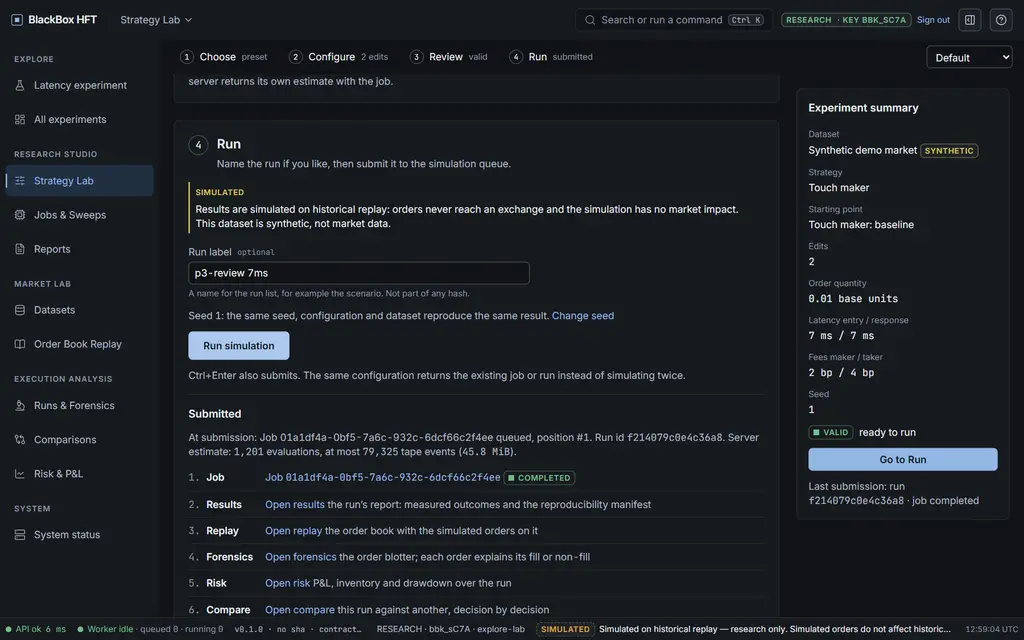 BlackBox HFT
Strategy Lab
Search or run a command Ctrl K
RESEARCH · KEY BBK_SC7A
Sign out
1 Choose preset
2 Configure 2 edits
3 Review valid
4 Run submitted
Default
EXPLORE
Latency experiment
All experiments
RESEARCH STUDIO
Strategy Lab
Jobs & Sweeps
Reports
MARKET LAB
Datasets
Order Book Replay
EXECUTION ANALYSIS
Runs & Forensics
Comparisons
Risk & P&L
SYSTEM
System status
server returns its own estimate with the job.
4 Run
Name the run if you like, then submit it to the simulation queue.
SIMULATED
Results are simulated on historical replay: orders never reach an exchange and the simulation has no market impact.
This dataset is synthetic, not market data.
Run label optional
p3-review 7ms
A name for the run list, for example the scenario. Not part of any hash.
Seed 1: the same seed, configuration and dataset reproduce the same result. Change seed
Run simulation
Ctrl+Enter also submits. The same configuration returns the existing job or run instead of simulating twice.
Submitted
At submission: Job 01a1df4a-0bf5-7a6c-932c-6dcf66c2f4ee queued, position #1. Run id f214079c0e4c36a8. Server
estimate: 1,201 evaluations, at most 79,325 tape events (45.8 MiB).
1. Job Job 01a1df4a-0bf5-7a6c-932c-6dcf66c2f4ee COMPLETED
2. Results Open results the run's report: measured outcomes and the reproducibility manifest
3. Replay Open replay the order book with the simulated orders on it
4. Forensics Open forensics the order blotter; each order explains its fill or non-fill
5. Risk Open risk P&L, inventory and drawdown over the run
6. Compare Open compare this run against another, decision by decision
Experiment summary
Dataset
Synthetic demo market SYNTHETIC
Strategy
Touch maker
Starting point
Touch maker: baseline
Edits
2
Order quantity
0.01 base units
Latency entry / response
7 ms / 7 ms
Fees maker / taker
2 bp / 4 bp
Seed
1
VALID ready to run
Go to Run
Last submission: run
f214079c0e4c36a8 · job completed
API ok 6 ms
Worker idle · queued 0 · running 0
v0.1.0 · no sha · contract…
RESEARCH · bbk_sC7A · explore-lab
SIMULATED Simulated on historical replay — research only. Simulated orders do not affect historic…
12:59:04 UTC